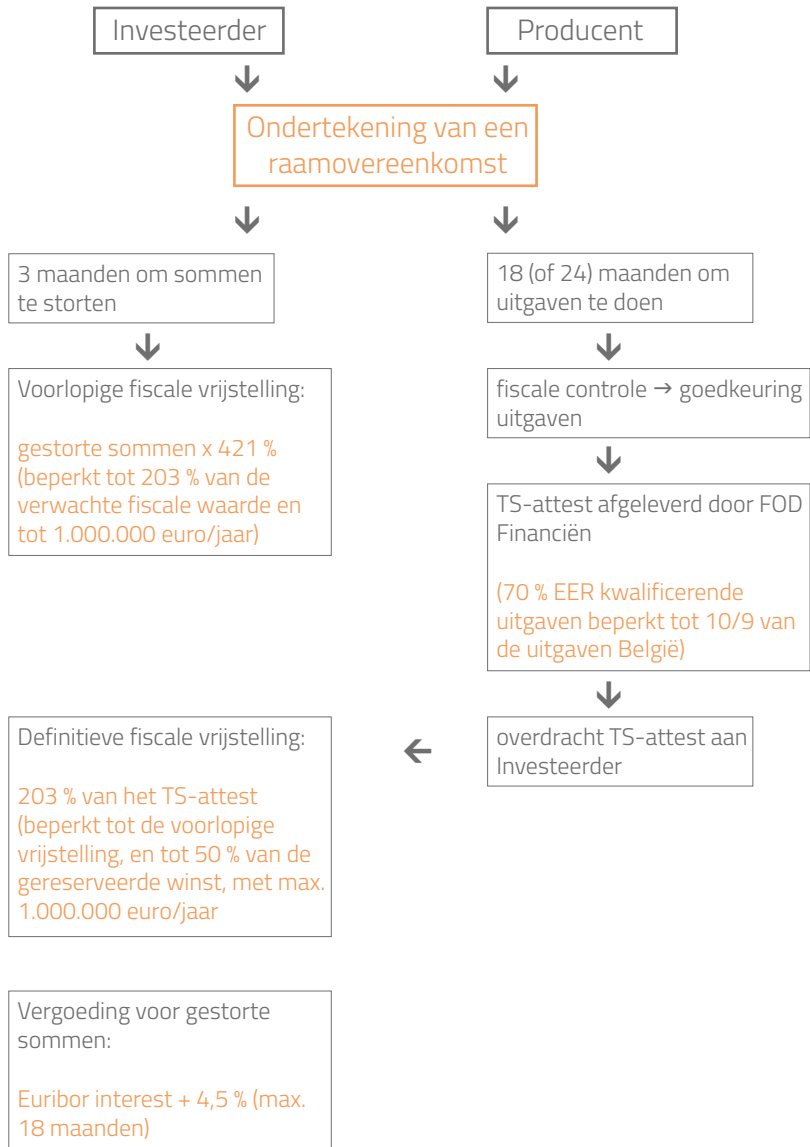 Investeerder
Producent
Ondertekening van een
raamovereenkomst
3 maanden om sommen
te storten
18 (of 24) maanden om
uitgaven te doen
Voorlopige fiscale vrijstelling:
gestorte sommen x 421 %
(beperkt tot 203 % van de
verwachte fiscale waarde en
tot 1.000.000 euro/jaar)
fiscale controle → goedkeuring
uitgaven
TS-attest afgeleverd door FOD
Financiën
(70 % EER kwalificerende
uitgaven beperkt tot 10/9 van
de uitgaven België)
overdracht TS-attest aan
Investeerder
Definitieve fiscale vrijstelling:
203 % van het TS-attest
(beperkt tot de voorlopige
vrijstelling, en tot 50 % van de
gereserveerde winst, met max.
1.000.000 euro/jaar
Vergoeding voor gestorte
sommen:
Euribor interest + 4,5 % (max.
18 maanden)